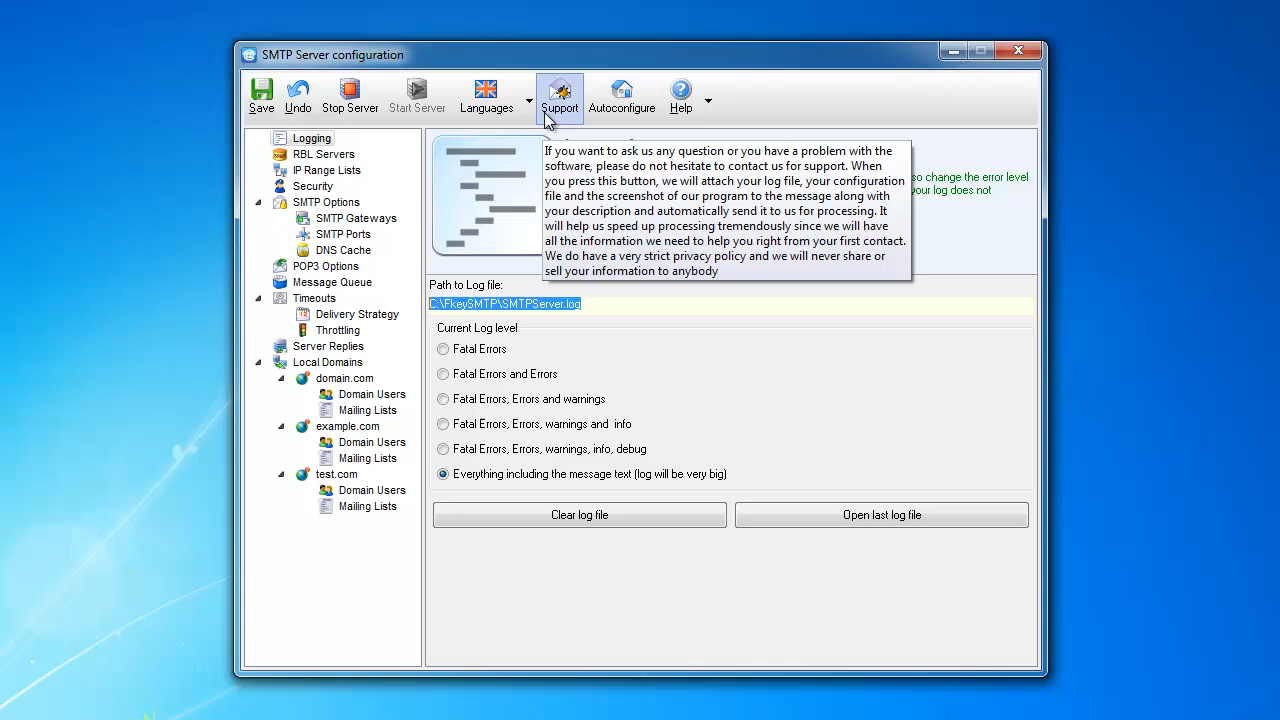 SMTP Server configuration
Save Undo Stop Server Start Server Languages Support Autoconfigure Help
Logging
RBL Servers
IP Range Lists
Security
SMTP Options
SMTP Gateways
SMTP Ports
DNS Cache
POP3 Options
Message Queue
Timeouts
Delivery Strategy
Throttling
Server Replies
Local Domains
domain.com
Domain Users
Mailing Lists
example.com
Domain Users
Mailing Lists
test.com
Domain Users
Mailing Lists
If you want to ask us any question or you have a problem with the
software, please do not hesitate to contact us for support. When
you press this button, we will attach your log file, your configuration
file and the screenshot of our program to the message along with
your description and automatically send it to us for processing. It
will help us speed up processing tremendously since we will have
all the information we need to help you right from your first contact.
We do have a very strict privacy policy and we will never share or
sell your information to anybody
so change the error level
your log does not
Path to Log file:
C:\FkeySMTP\SMTPServer.log
Current Log level
Fatal Errors
Fatal Errors and Errors
Fatal Errors, Errors and warnings
Fatal Errors, Errors, warnings and info
Fatal Errors, Errors, warnings, info, debug
Everything including the message text (log will be very big)
Clear log file
Open last log file